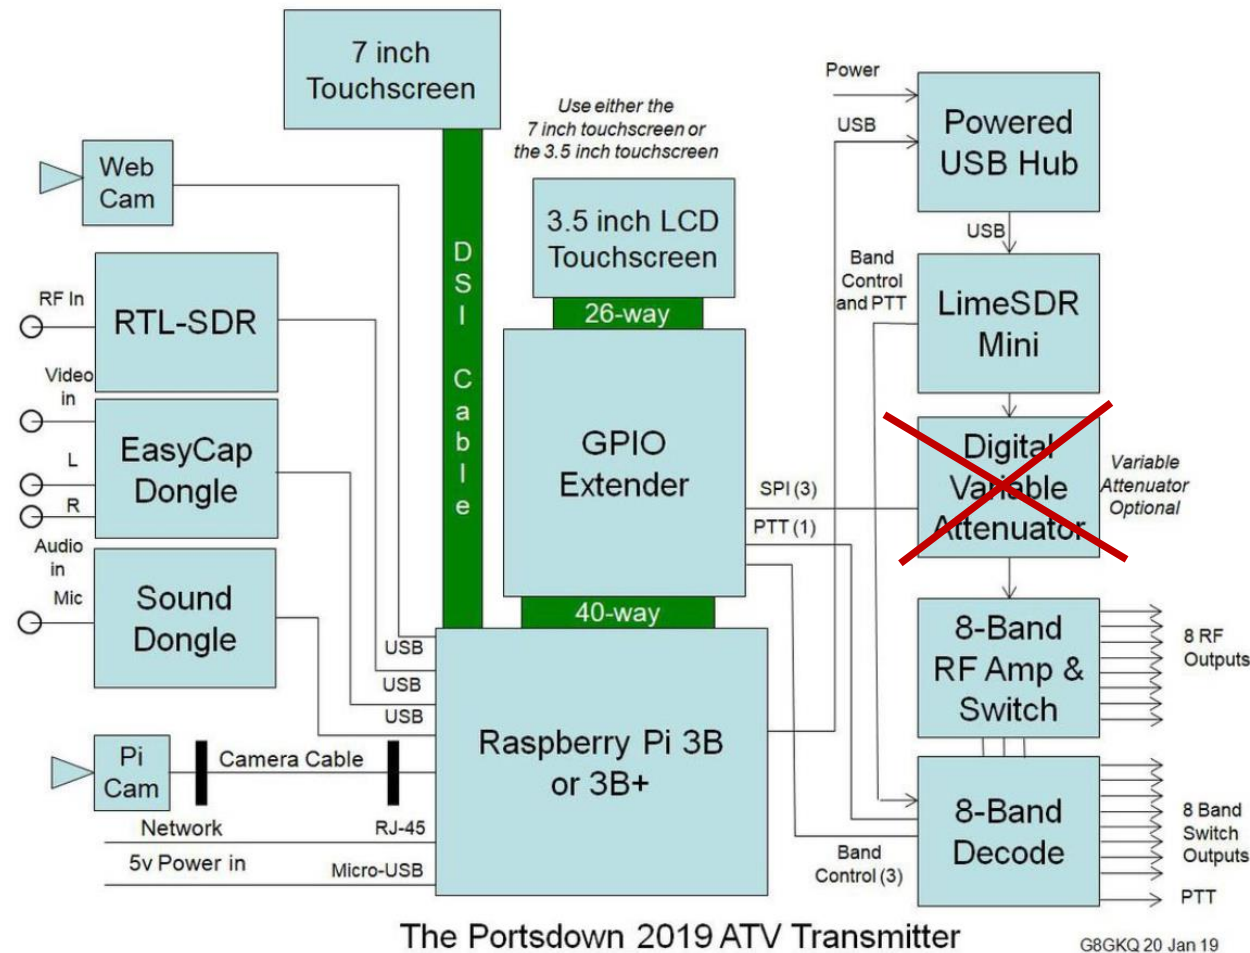 7 inch
Touchscreen
Use either the
7 inch touchscreen or
the 3.5 inch touchscreen
Power
USB
Powered
USB Hub
Web
Cam
3.5 inch LCD
Touchscreen
DSI Cable
26-way
USB
Band
Control
and PTT
LimeSDR
Mini
RF In
RTL-SDR
Video
in
L
R
EasyCap
Dongle
GPIO
Extender
SPI (3)
PTT (1)
Digital
Variable
Attenuator
Variable
Attenuator
Optional
Audio
in
Mic
Sound
Dongle
40-way
USB
USB
USB
8-Band
RF Amp &
Switch
8 RF
Outputs
Pi
Cam
Camera Cable
Raspberry Pi 3B
or 3B+
Network
RJ-45
5v Power in
Micro-USB
8-Band
Decode
8 Band
Switch
Outputs
Band
Control (3)
PTT
The Portsdown 2019 ATV Transmitter
G8GKQ 20 Jan 19